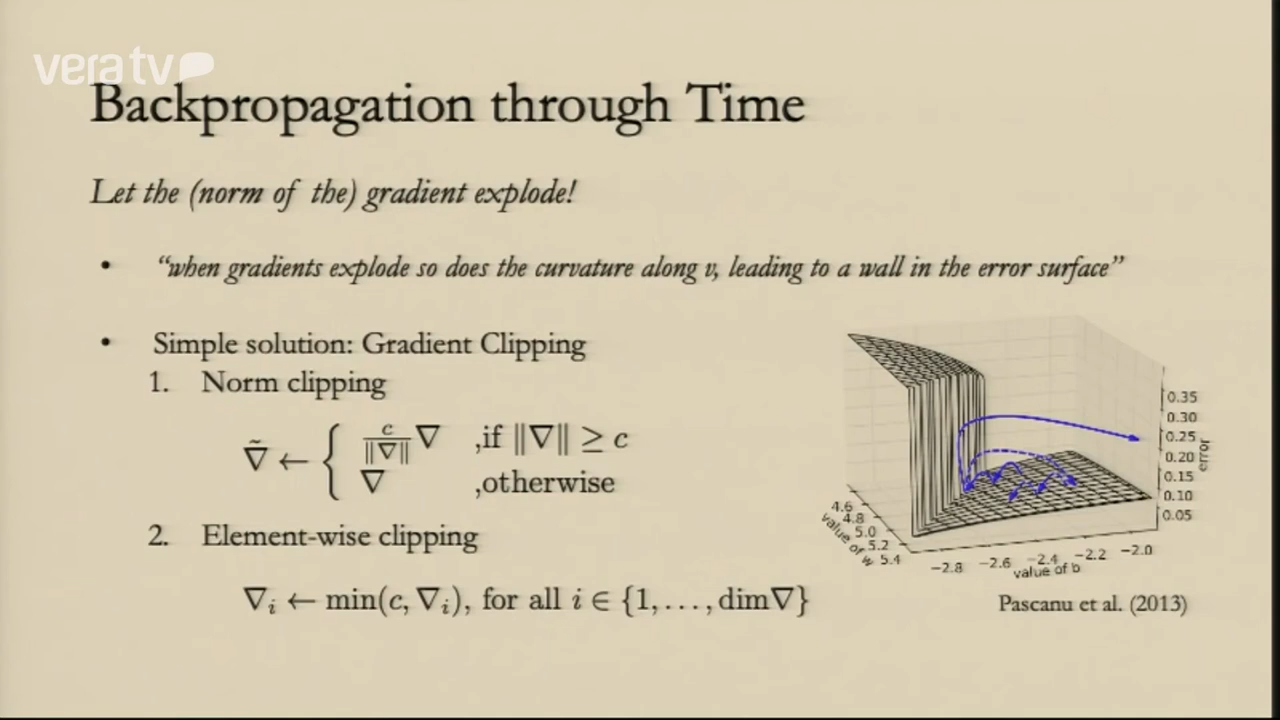 vera tv
Backpropagation through Time
Let the (norm of the) gradient explode!
• “when gradients explode so does the curvature along v, leading to a wall in the error surface”
• Simple solution: Gradient Clipping
1. Norm clipping
∇̃ ← { c/‖∇‖ ∇ ,if ‖∇‖ ≥ c
∇ ,otherwise
2. Element-wise clipping
∇ᵢ ← min(c, ∇ᵢ), for all i ∈ {1, . . . , dim∇}
0.35
0.30
0.25
0.20
0.15
0.10
0.05
error
4.6
4.8
5.0
5.2
5.4
value of w
−2.8 −2.6 −2.4 −2.2 −2.0
value of b
Pascanu et al. (2013)